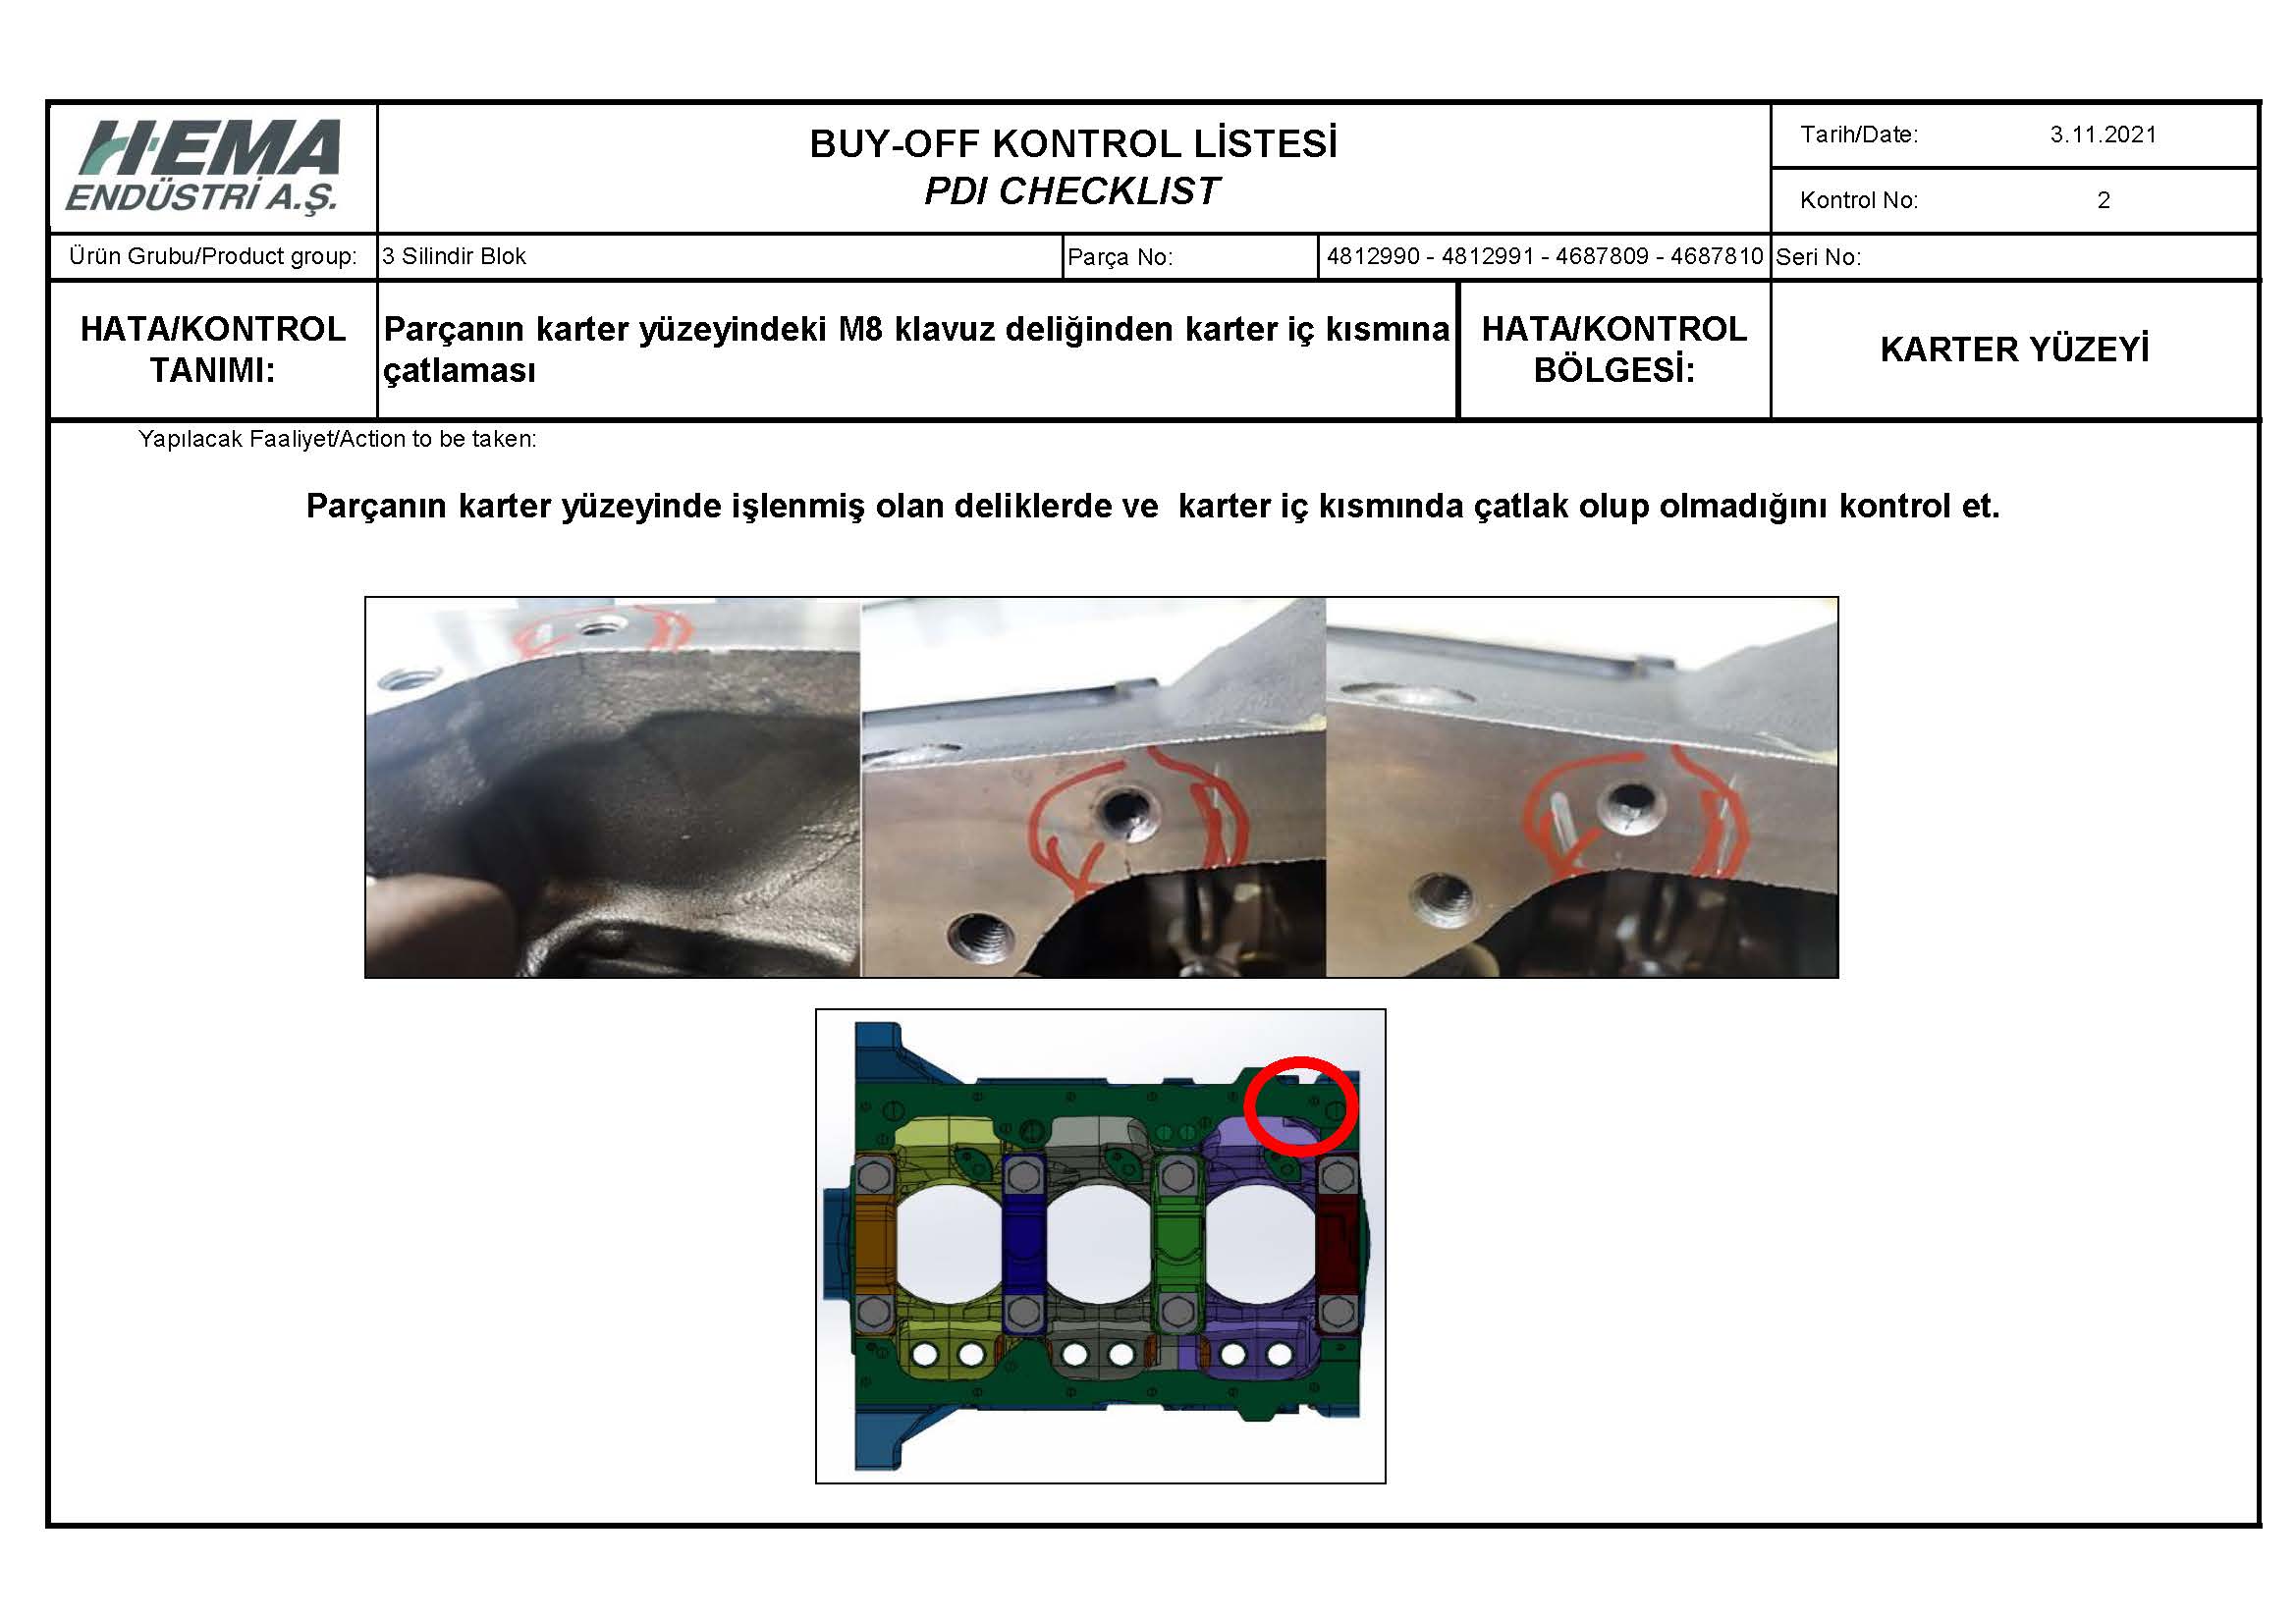 HEMA
ENDÜSTRİ A.Ş.
BUY-OFF KONTROL LİSTESİ
PDI CHECKLIST
Tarih/Date: 3.11.2021
Kontrol No: 2
Ürün Grubu/Product group: 3 Silindir Blok Parça No: 4812990 - 4812991 - 4687809 - 4687810 Seri No:
HATA/KONTROL TANIMI:
Parçanın karter yüzeyindeki M8 klavuz deliğinden karter iç kısmına
çatlaması
HATA/KONTROL
BÖLGESİ:
KARTER YÜZEYİ
Yapılacak Faaliyet/Action to be taken:
Parçanın karter yüzeyinde işlenmiş olan deliklerde ve karter iç kısmında çatlak olup olmadığını kontrol et.